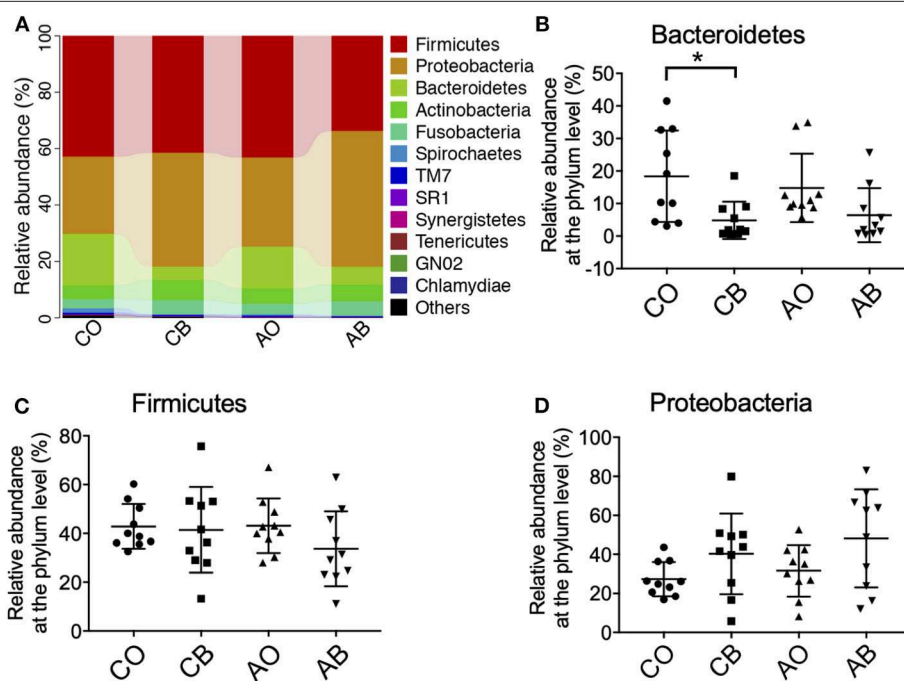 A
Relative abundance (%)
100
80
60
40
20
0
CO
CB
AO
AB
Firmicutes
Proteobacteria
Bacteroidetes
Actinobacteria
Fusobacteria
Spirochaetes
TM7
SR1
Synergistetes
Tenericutes
GN02
Chlamydiae
Others
B
Bacteroidetes
Relative abundance
at the phylum level (%)
50
40
30
20
10
0
-10
*
CO
CB
AO
AB
C
Firmicutes
Relative abundance
at the phylum level (%)
80
60
40
20
0
CO
CB
AO
AB
D
Proteobacteria
Relative abundance
at the phylum level (%)
100
80
60
40
20
0
CO
CB
AO
AB